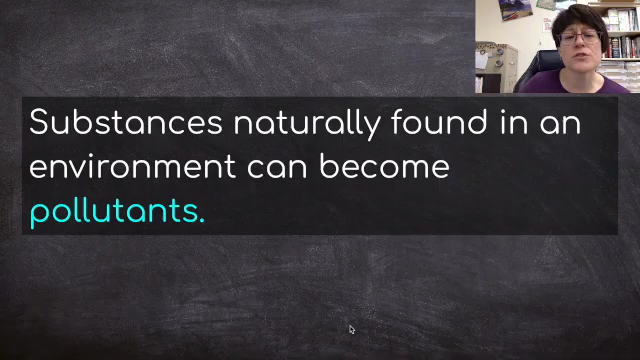 Substances naturally found in an
environment can become
pollutants.